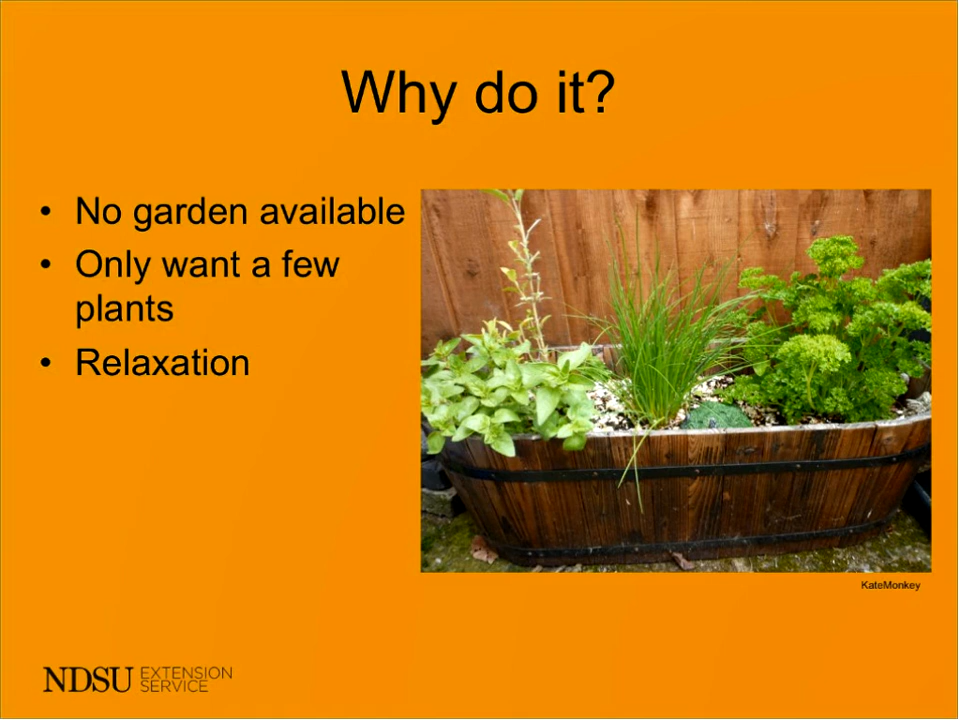 Why do it?
• No garden available
• Only want a few
plants
• Relaxation
KateMonkey
NDSU EXTENSION
SERVICE